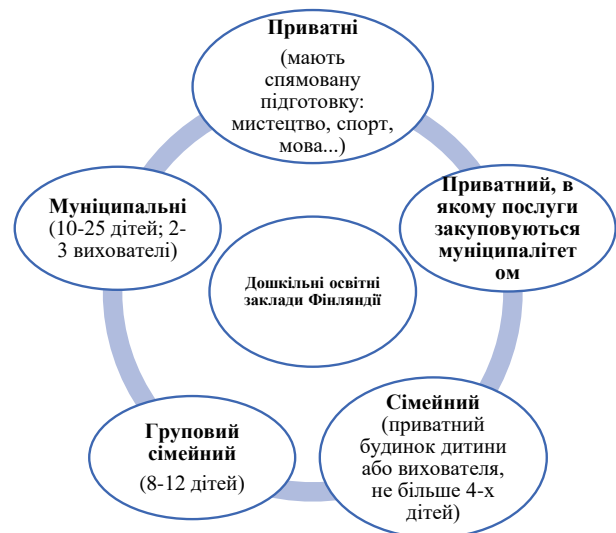 Приватні
(мають
спямовану
підготовку:
мистецтво, спорт,
мова...)
Приватний, в
якому послуги
закуповуються
муніципалітет
ом
Муніципальні
(10-25 дітей; 2-
3 вихователі)
Дошкільні освітні
заклади Фінляндії
Сімейний
(приватний
будинок дитини
або вихователя,
не більше 4-х
дітей)
Груповий
сімейний
(8-12 дітей)